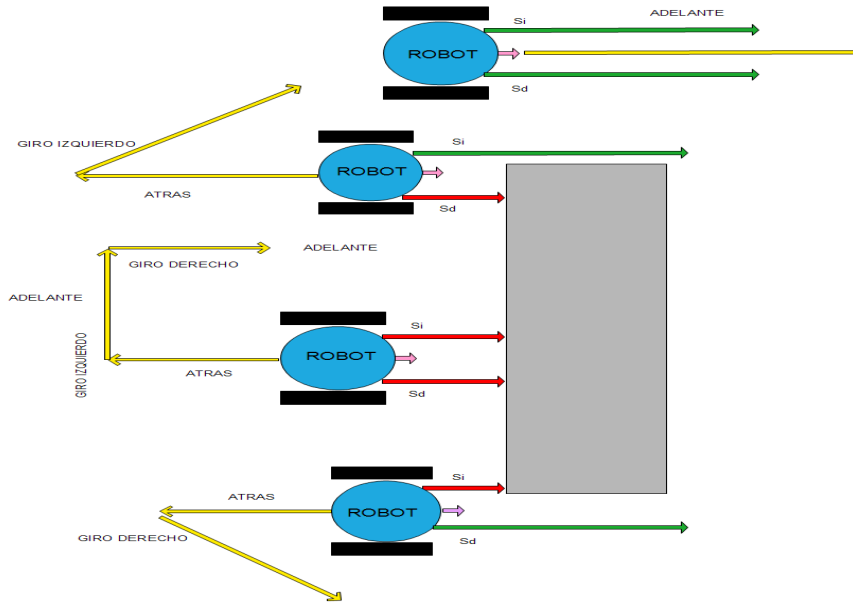 Si
ADELANTE
ROBOT
Sd
GIRO IZQUIERDO
Si
ROBOT
ATRAS
Sd
ADELANTE
GIRO DERECHO
ADELANTE
Si
ROBOT
GIRO IZQUIERDO
ATRAS
Sd
Si
ATRAS
ROBOT
GIRO DERECHO
Sd